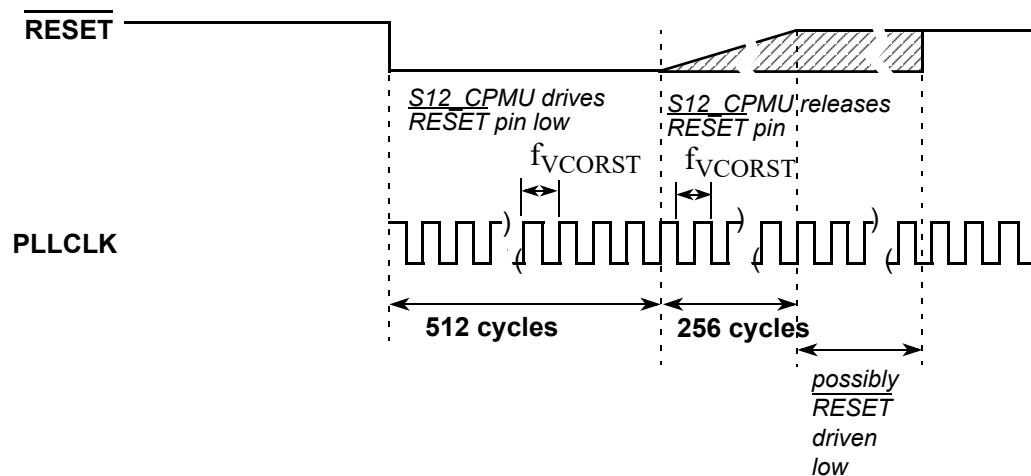 RESET
S12_CPMU drives
RESET pin low
S12_CPMU releases
RESET pin
fVCORST
fVCORST
PLLCLK
)
(
)
(
)
(
512 cycles
256 cycles
possibly
RESET
driven
low